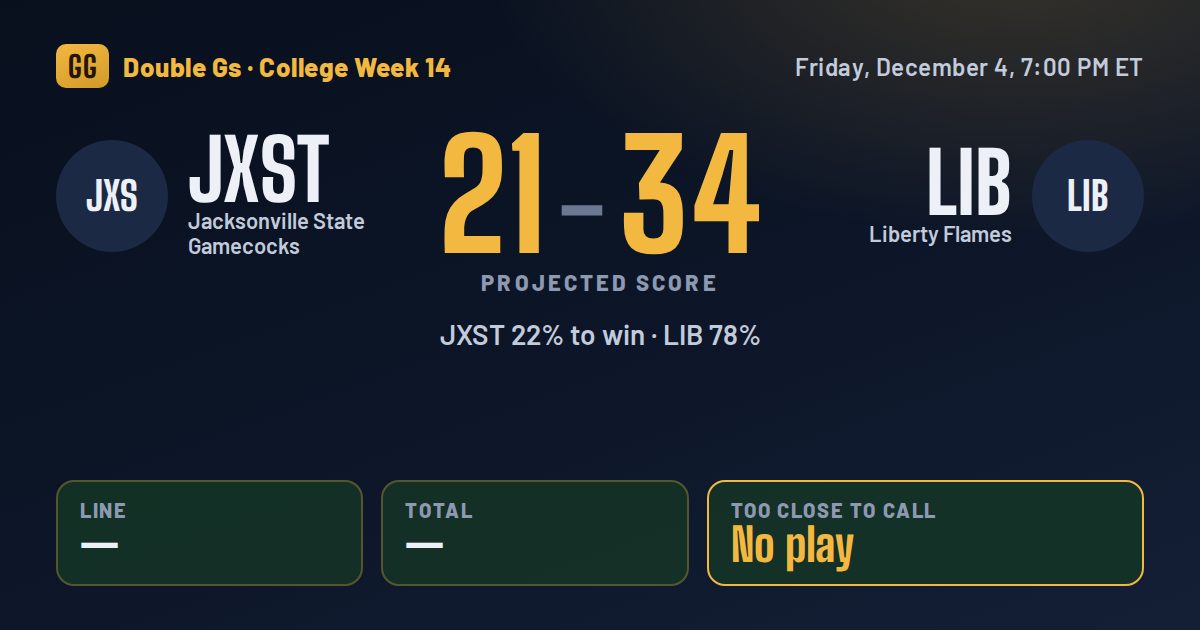 GG
Double Gs · College Week 14
Friday, December 4, 7:00 PM ET
JXS
JXST
Jacksonville State
Gamecocks
21 – 34
PROJECTED SCORE
JXST 22% to win · LIB 78%
LIB
Liberty Flames
LIB
LINE
—
TOTAL
—
TOO CLOSE TO CALL
No play